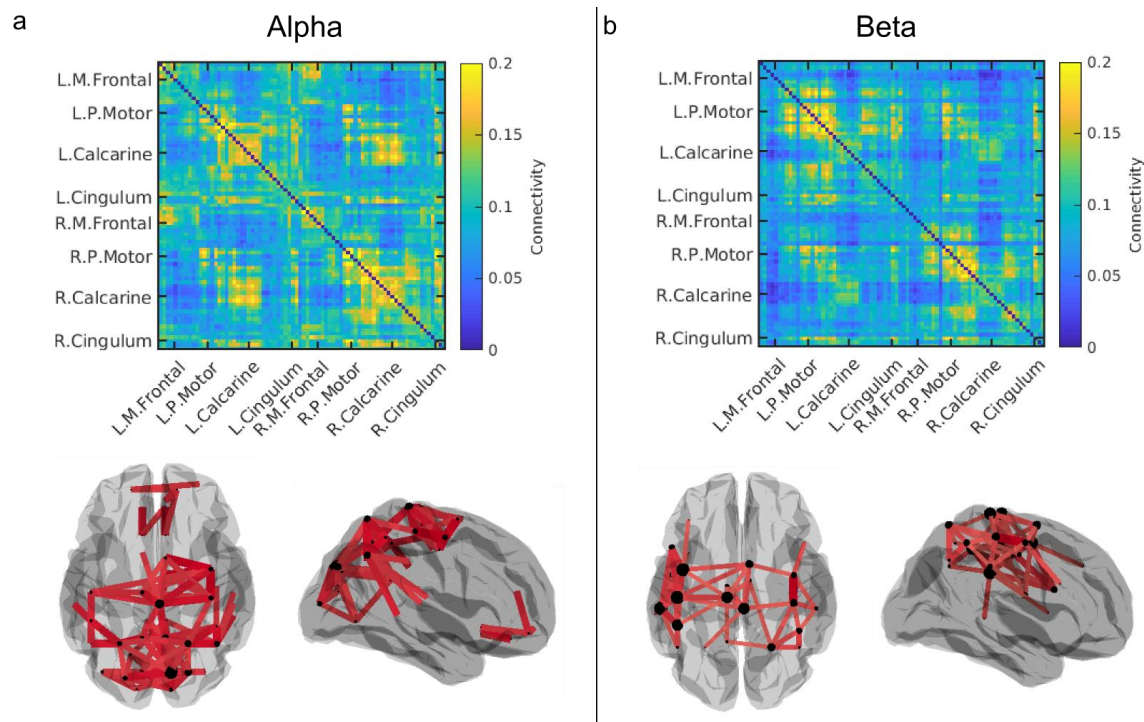 a
Alpha
L.M.Frontal
L.P.Motor
L.Calcarine
L.Cingulum
R.M.Frontal
R.P.Motor
R.Calcarine
R.Cingulum
L.M.Frontal
L.P.Motor
L.Calcarine
L.Cingulum
R.M.Frontal
R.P.Motor
R.Calcarine
R.Cingulum
0.2
0.15
0.1
0.05
0
Connectivity
b
Beta
L.M.Frontal
L.P.Motor
L.Calcarine
L.Cingulum
R.M.Frontal
R.P.Motor
R.Calcarine
R.Cingulum
L.M.Frontal
L.P.Motor
L.Calcarine
L.Cingulum
R.M.Frontal
R.P.Motor
R.Calcarine
R.Cingulum
0.2
0.15
0.1
0.05
0
Connectivity